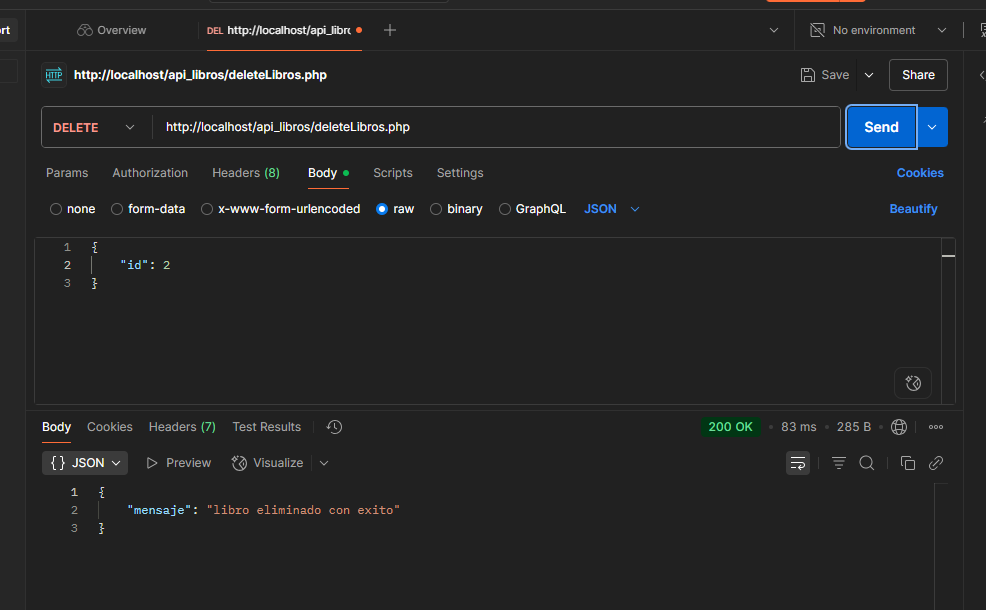 rt
Overview
DEL http://localhost/api_libro
No environment
HTTP http://localhost/api_libros/deleteLibros.php
Save
Share
DELETE
http://localhost/api_libros/deleteLibros.php
Send
Params Authorization Headers (8) Body Scripts Settings
Cookies
none form-data x-www-form-urlencoded raw binary GraphQL JSON
Beautify
1 {
2 "id": 2
3 }
Body Cookies Headers (7) Test Results
200 OK 83 ms 285 B
{} JSON Preview Visualize
1 {
2 "mensaje": "libro eliminado con exito"
3 }